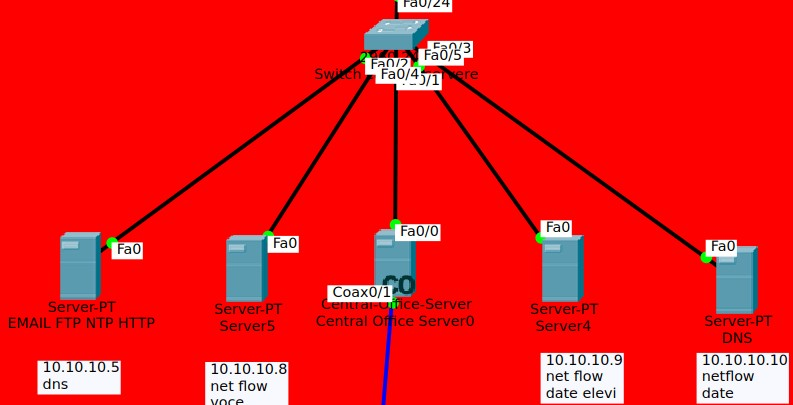 Fa0/24
Fa0/3
Fa0/5
Fa0/2
Switch
Fa0/4
Fa0/0
Fa0
Fa0
Fa0
Fa0
Coax0/1
Server-PT
EMAIL FTP NTP HTTP
Server-PT
Server5
Central-Office-Server
Central Office Server0
Server-PT
Server4
Server-PT
DNS
10.10.10.5
dns
10.10.10.8
net flow
voce
10.10.10.9
net flow
date elevi
10.10.10.10
netflow
date